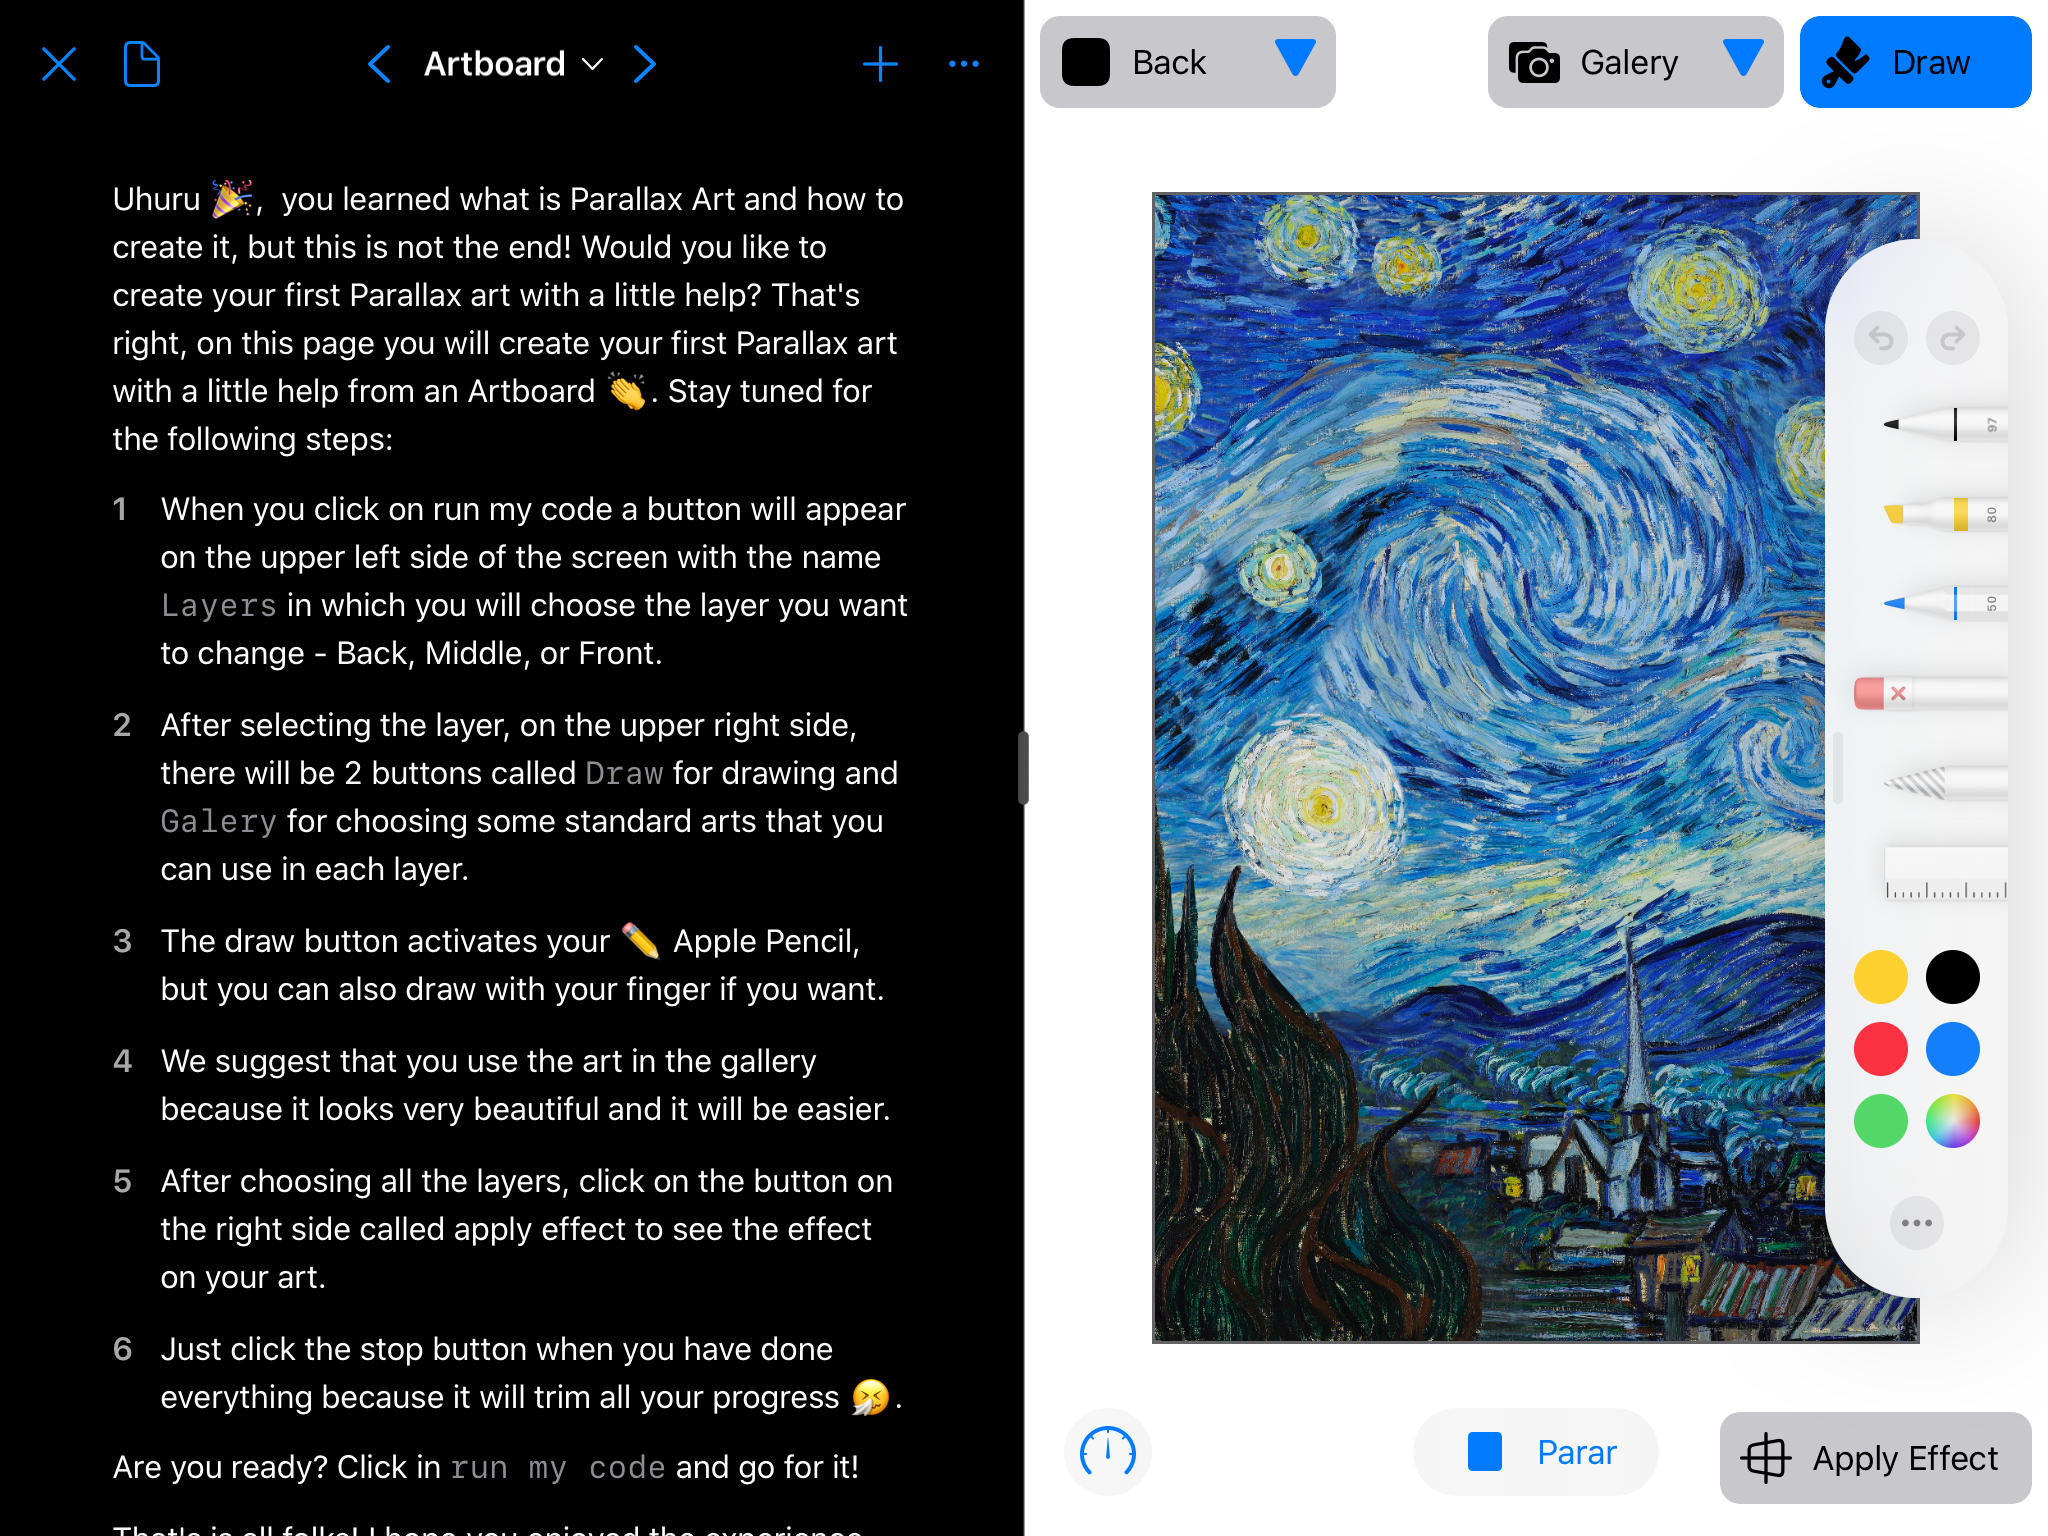 Artboard
Back
Galery
Draw
Uhuru 🎉, you learned what is Parallax Art and how to
create it, but this is not the end! Would you like to
create your first Parallax art with a little help? That's
right, on this page you will create your first Parallax art
with a little help from an Artboard 👏. Stay tuned for
the following steps:
1 When you click on run my code a button will appear
on the upper left side of the screen with the name
Layers in which you will choose the layer you want
to change - Back, Middle, or Front.
2 After selecting the layer, on the upper right side,
there will be 2 buttons called Draw for drawing and
Galery for choosing some standard arts that you
can use in each layer.
3 The draw button activates your ✏️ Apple Pencil,
but you can also draw with your finger if you want.
4 We suggest that you use the art in the gallery
because it looks very beautiful and it will be easier.
5 After choosing all the layers, click on the button on
the right side called apply effect to see the effect
on your art.
6 Just click the stop button when you have done
everything because it will trim all your progress 🤧.
Are you ready? Click in run my code and go for it!
That's is all folks! I hope you enjoyed the experience
97
80
50
Parar
Apply Effect